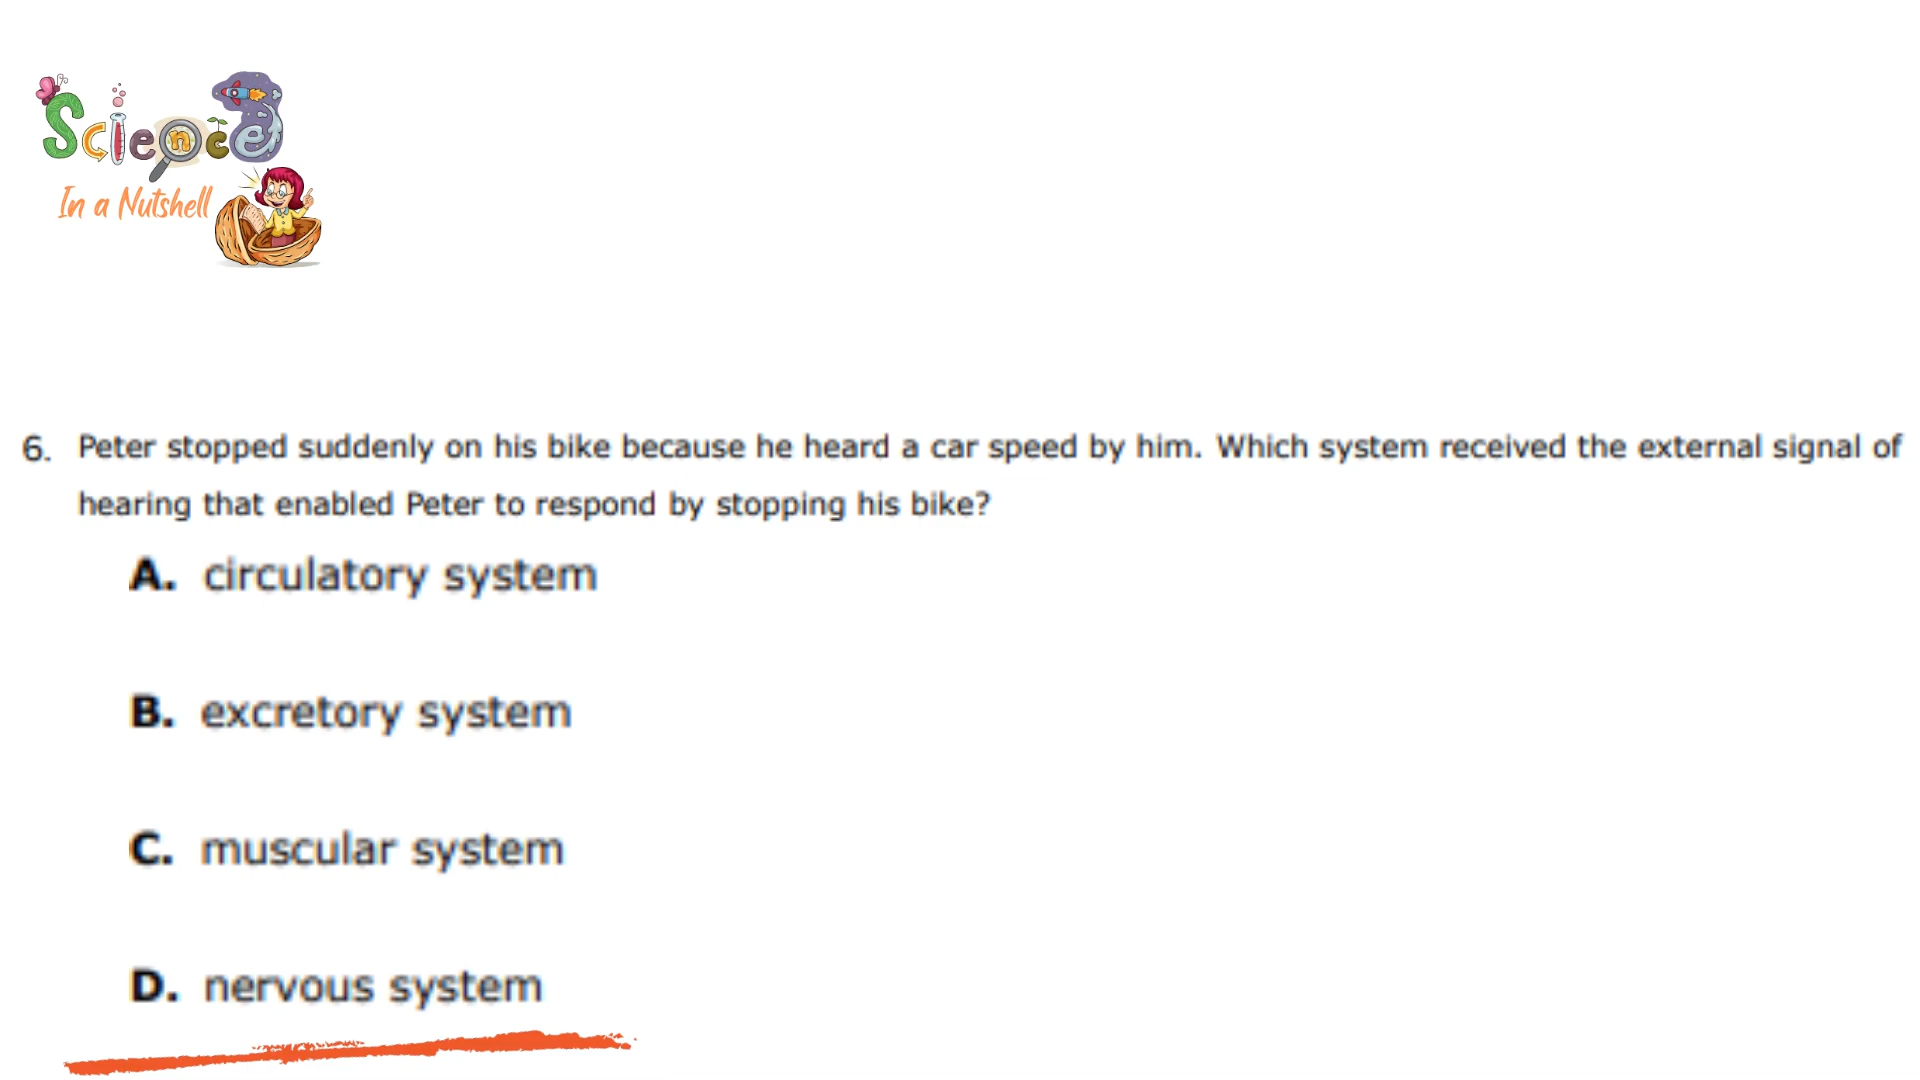 Science
In a Nutshell
6. Peter stopped suddenly on his bike because he heard a car speed by him. Which system received the external signal of
hearing that enabled Peter to respond by stopping his bike?
A. circulatory system
B. excretory system
C. muscular system
D. nervous system